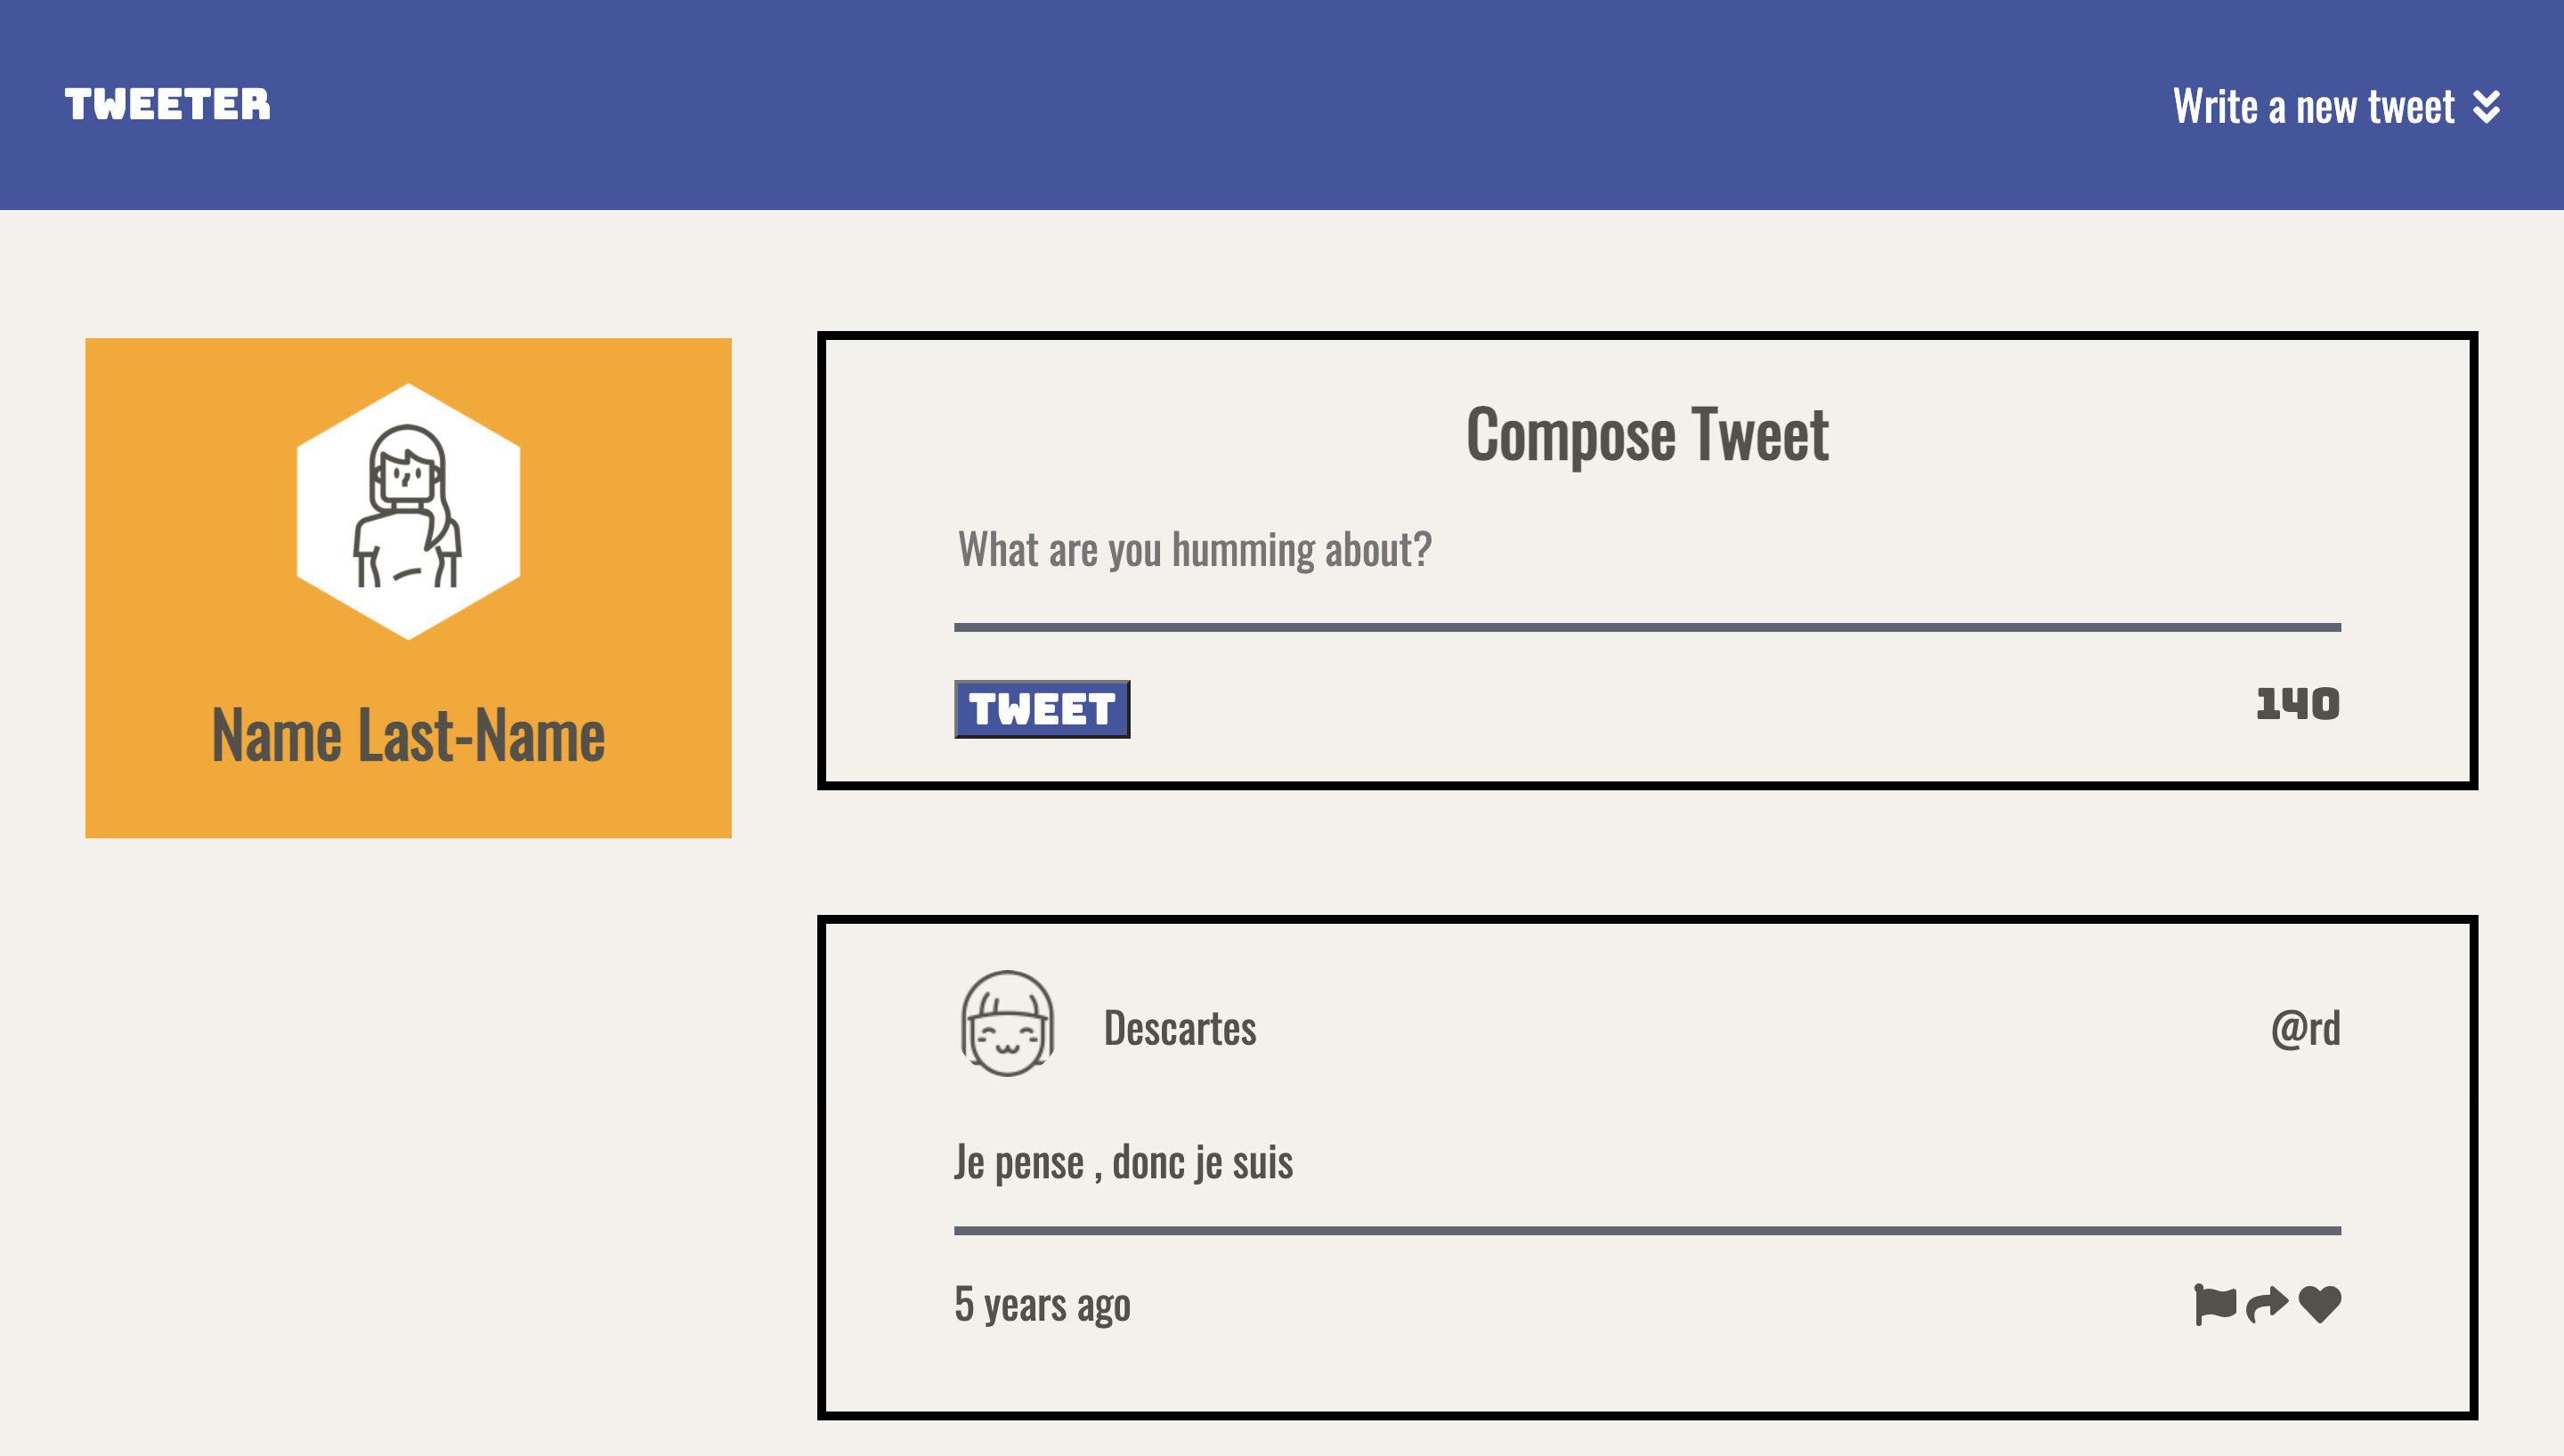 TWEETER
Write a new tweet
Name Last-Name
Compose Tweet
What are you humming about?
TWEET
140
Descartes
@rd
Je pense , donc je suis
5 years ago